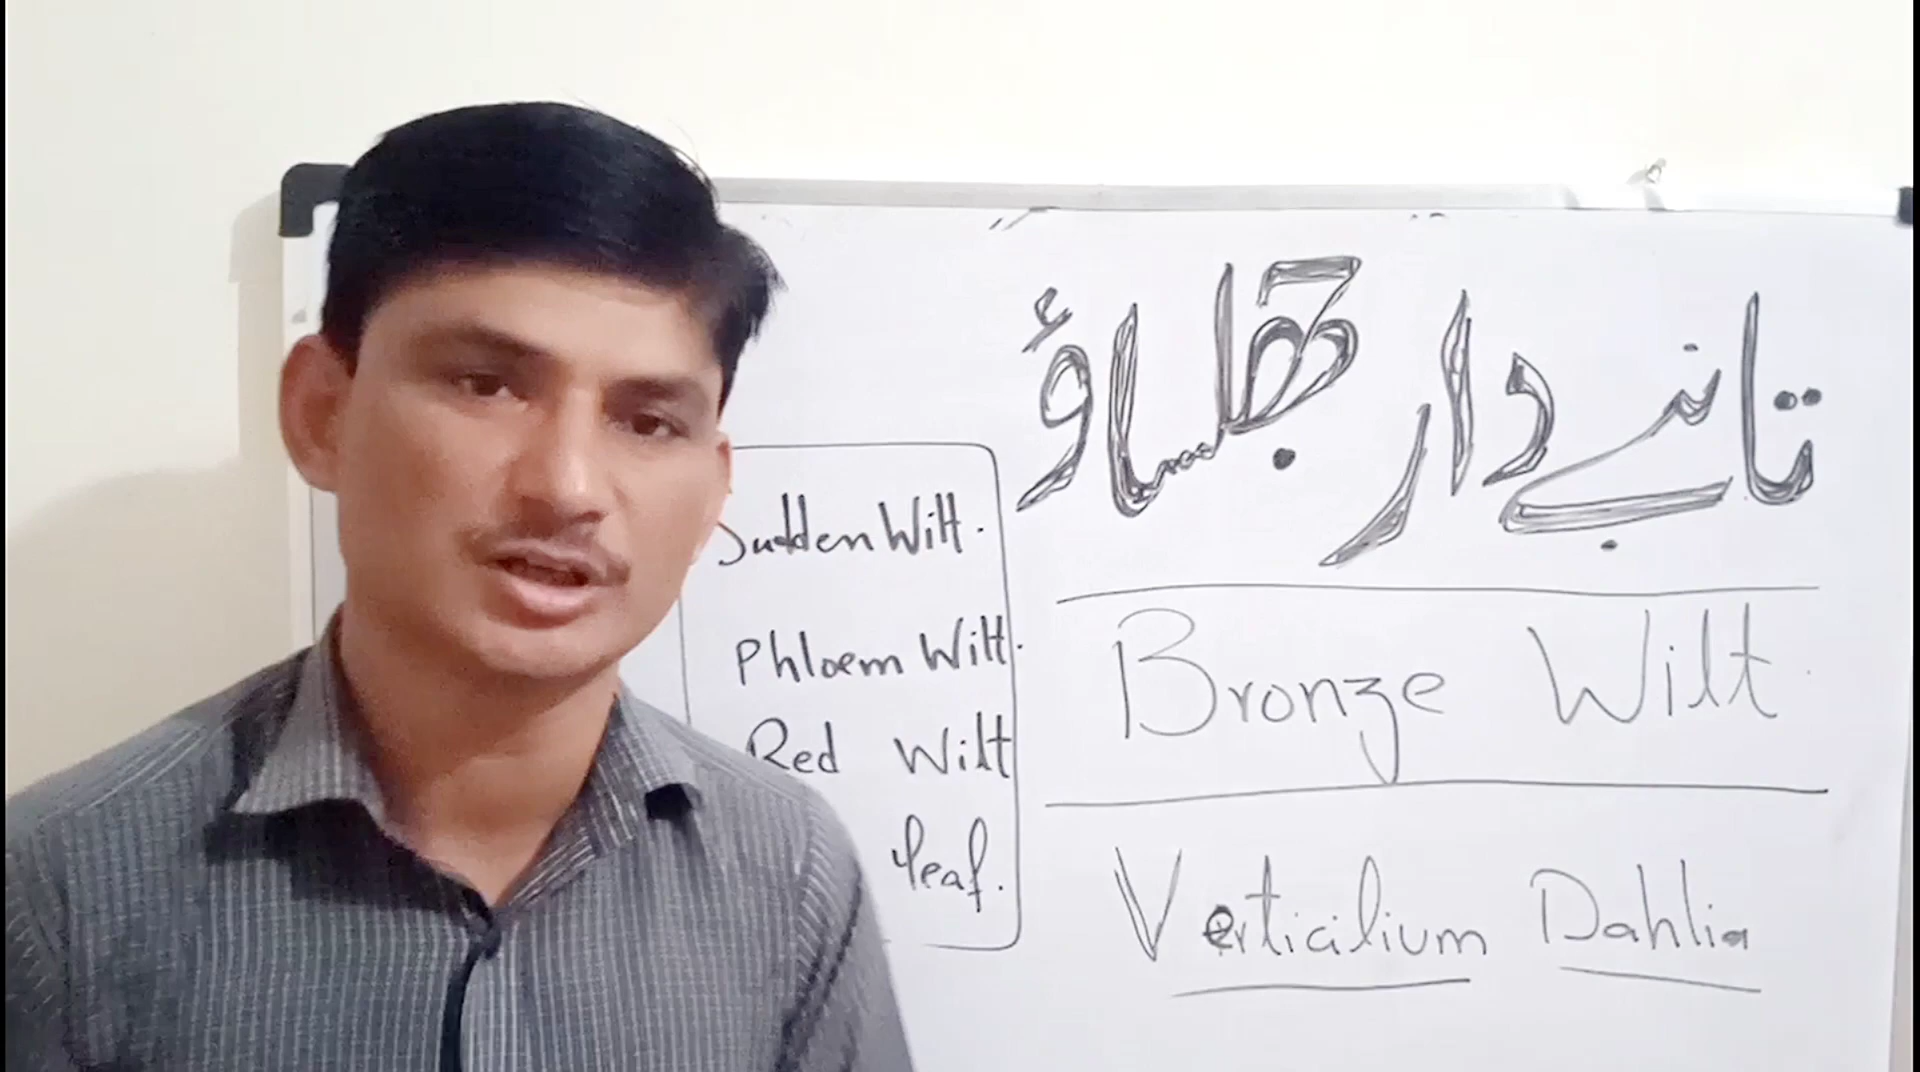 تانبے دار جھلساؤ
Bronze Wilt.
Verticilium Dahlia
Sudden Wilt.
Phloem Wilt.
Red Wilt
leaf.